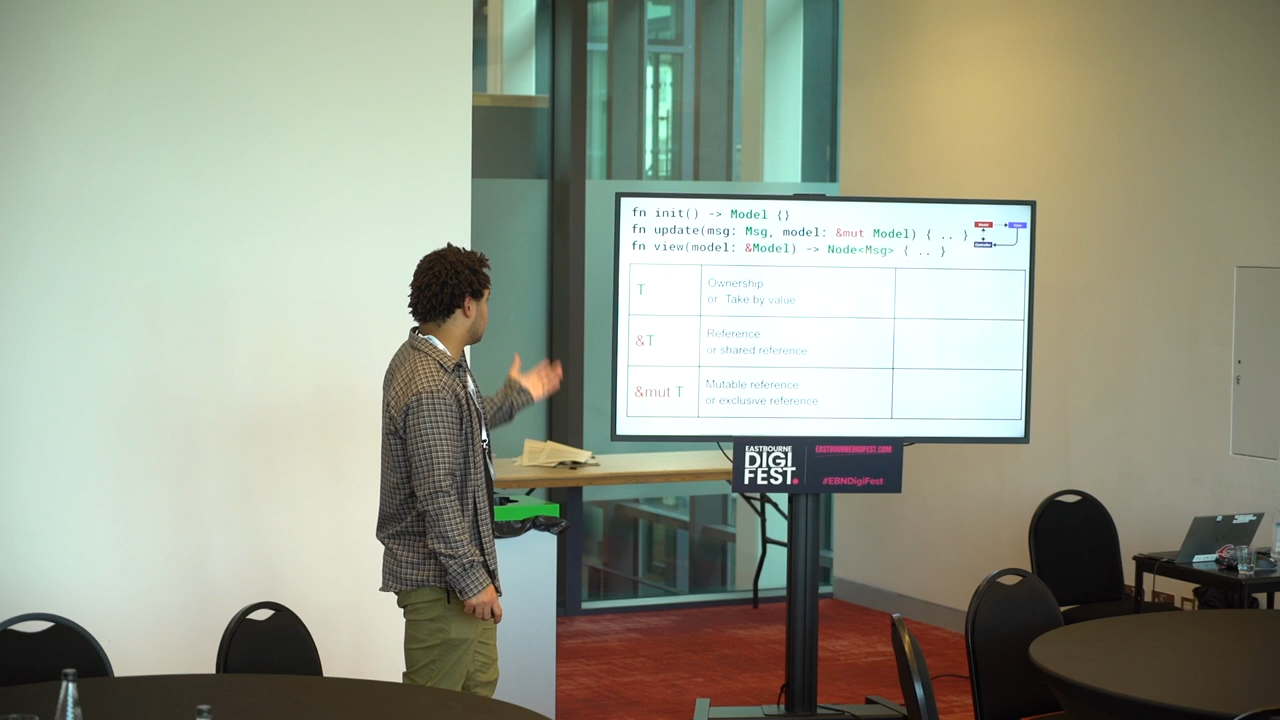 fn init() -> Model {}
fn update(msg: Msg, model: &mut Model) { .. }
fn view(model: &Model) -> Node<Msg> { .. }
T
Ownership
or "Take by value"
&T
Reference
or shared reference
&mut T
Mutable reference
or exclusive reference
EASTBOURNE
DIGI
FEST.
EASTBOURNEDIGIFEST.COM
#EBNDigiFest